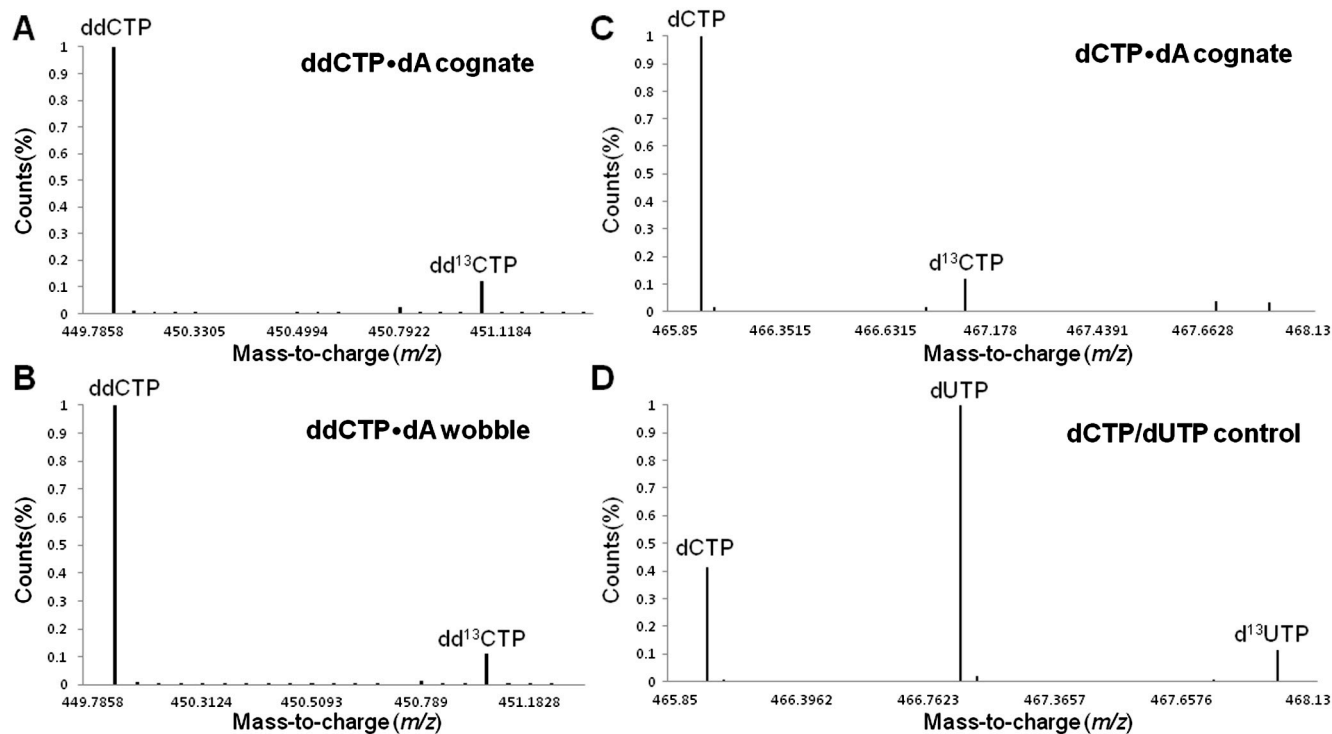 A
ddCTP
ddCTP•dA cognate
Counts(%)
1
0.9
0.8
0.7
0.6
0.5
0.4
0.3
0.2
0.1
0
dd¹³CTP
449.7858 450.3305 450.4994 450.7922 451.1184
Mass-to-charge (m/z)
B
ddCTP
ddCTP•dA wobble
Counts(%)
1
0.9
0.8
0.7
0.6
0.5
0.4
0.3
0.2
0.1
0
dd¹³CTP
449.7858 450.3124 450.5093 450.789 451.1828
Mass-to-charge (m/z)
C
dCTP
dCTP•dA cognate
Counts(%)
1
0.9
0.8
0.7
0.6
0.5
0.4
0.3
0.2
0.1
0
d¹³CTP
465.85 466.3515 466.6315 467.178 467.4391 467.6628 468.13
Mass-to-charge (m/z)
D
dUTP
dCTP/dUTP control
Counts(%)
1
0.9
0.8
0.7
0.6
0.5
0.4
0.3
0.2
0.1
0
dCTP
d¹³UTP
465.85 466.3962 466.7623 467.3657 467.6576 468.13
Mass-to-charge (m/z)